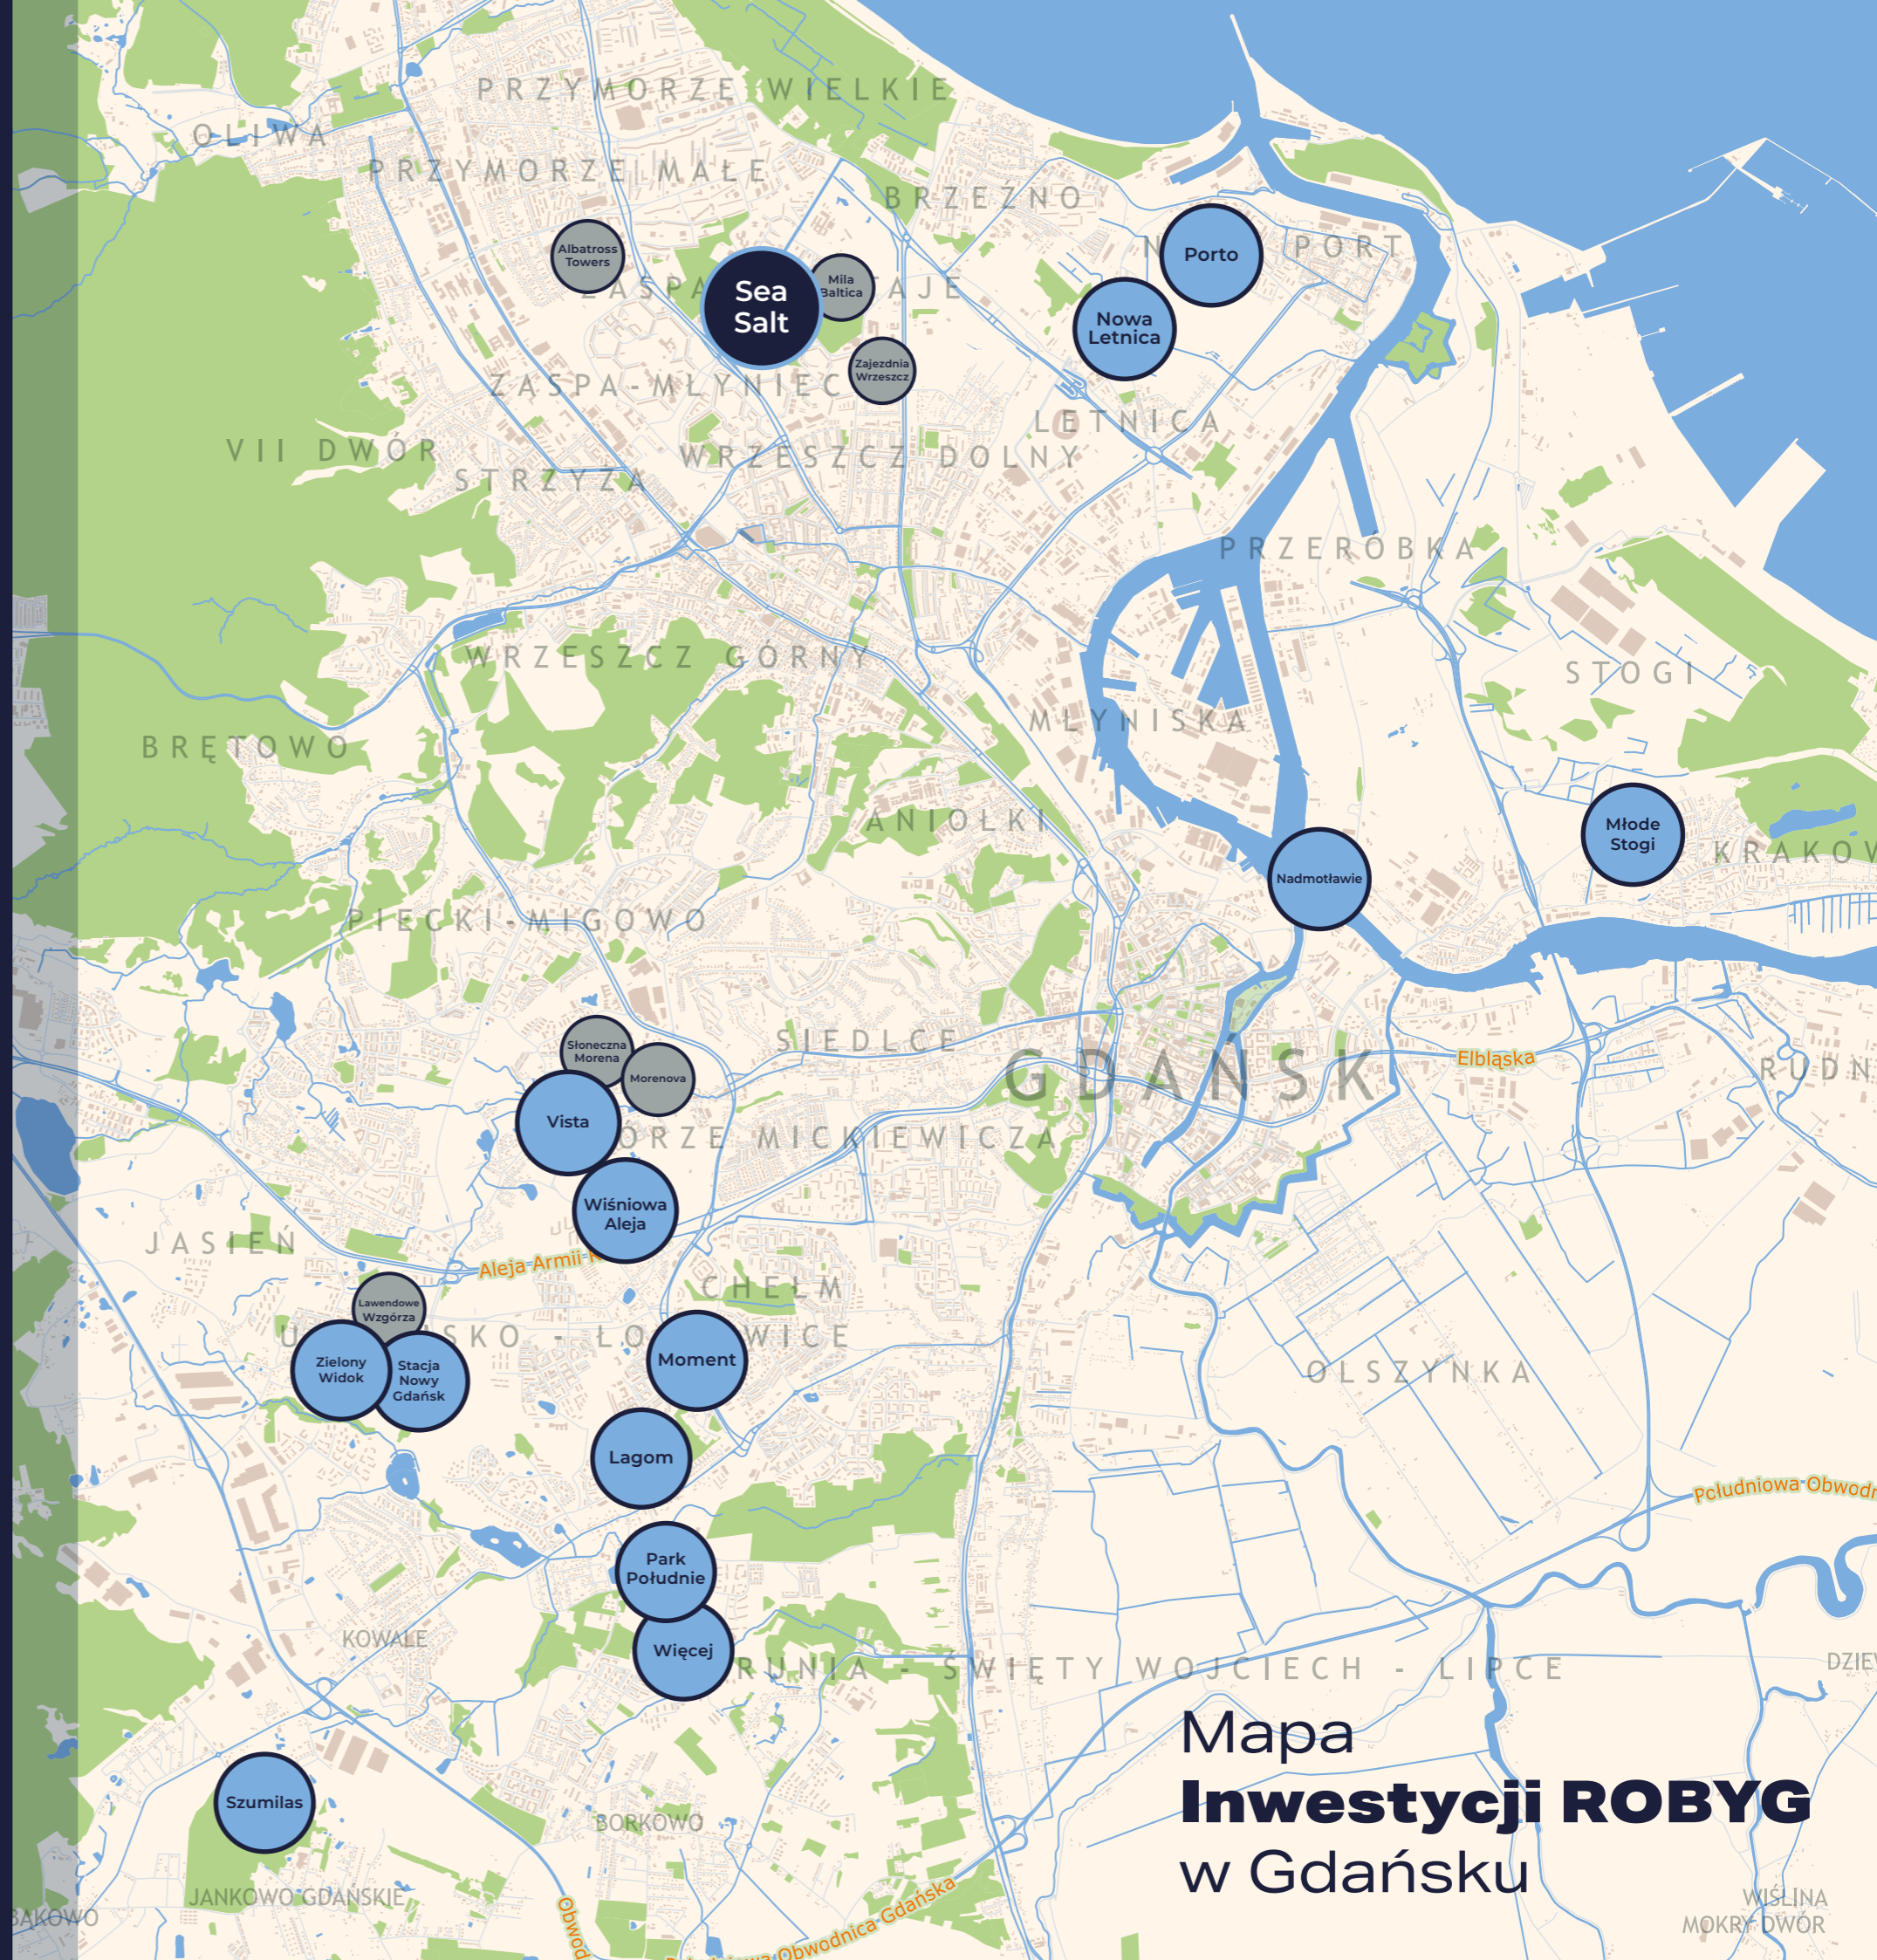 PRZYMORZE WIELKIE
OLIWA
PRZYMORZE MAŁE
BRZEŹNO
Albatross
Towers
Porto
PORT
Sea
Salt
Mila
Baltica
Nowa
Letnica
Zajezdnia
Wrzeszcz
ZASPA-MŁYNIEC
LETNICA
VII DWÓR
WRZESZCZ DOLNY
STRZYŻA
PRZERÓBKA
WRZESZCZ GÓRNY
STOGI
MŁYNISKA
BRĘTOWO
ANIOŁKI
Młode
Stogi
Nadmotławie
PIECKI-MIGOWO
SIEDLCE
Słoneczna
Morena
Morenova
GDAŃSK
Elbląska
Vista
MICKIEWICZA
Wiśniowa
Aleja
JASIEŃ
Aleja Armii
CHEŁM
Lawendowe
Wzgórza
Zielony
Widok
Stacja
Nowy
Gdańsk
Moment
OLSZYNKA
Lagom
Południowa
Park
Południe
KOWALE
Więcej
ŚWIĘTY WOJCIECH - LIPCE
Mapa
Inwestycji ROBYG
w Gdańsku
Szumilas
BORKOWO
JANKOWO GDAŃSKIE
Obwodnica Gdańska
WIŚLINA
MOKRY DWÓR